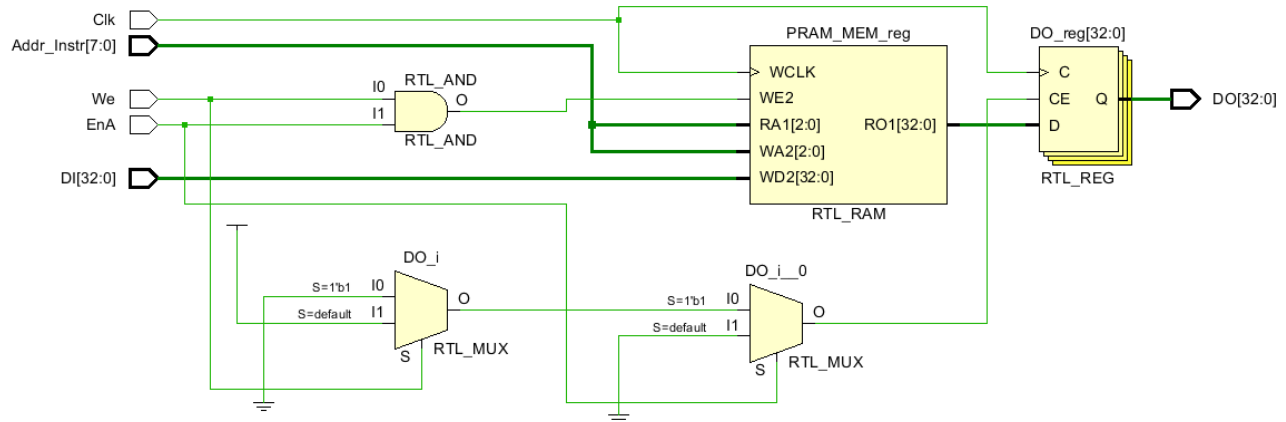 Clk
Addr_Instr[7:0]
We
EnA
DI[32:0]
RTL_AND
I0
I1
O
RTL_AND
PRAM_MEM_reg
WCLK
WE2
RA1[2:0]
WA2[2:0]
WD2[32:0]
RO1[32:0]
RTL_RAM
DO_reg[32:0]
C
CE
D
Q
RTL_REG
DO[32:0]
DO_i
S=1'b1
I0
S=default
I1
O
S
RTL_MUX
DO_i__0
S=1'b1
I0
S=default
I1
O
S
RTL_MUX